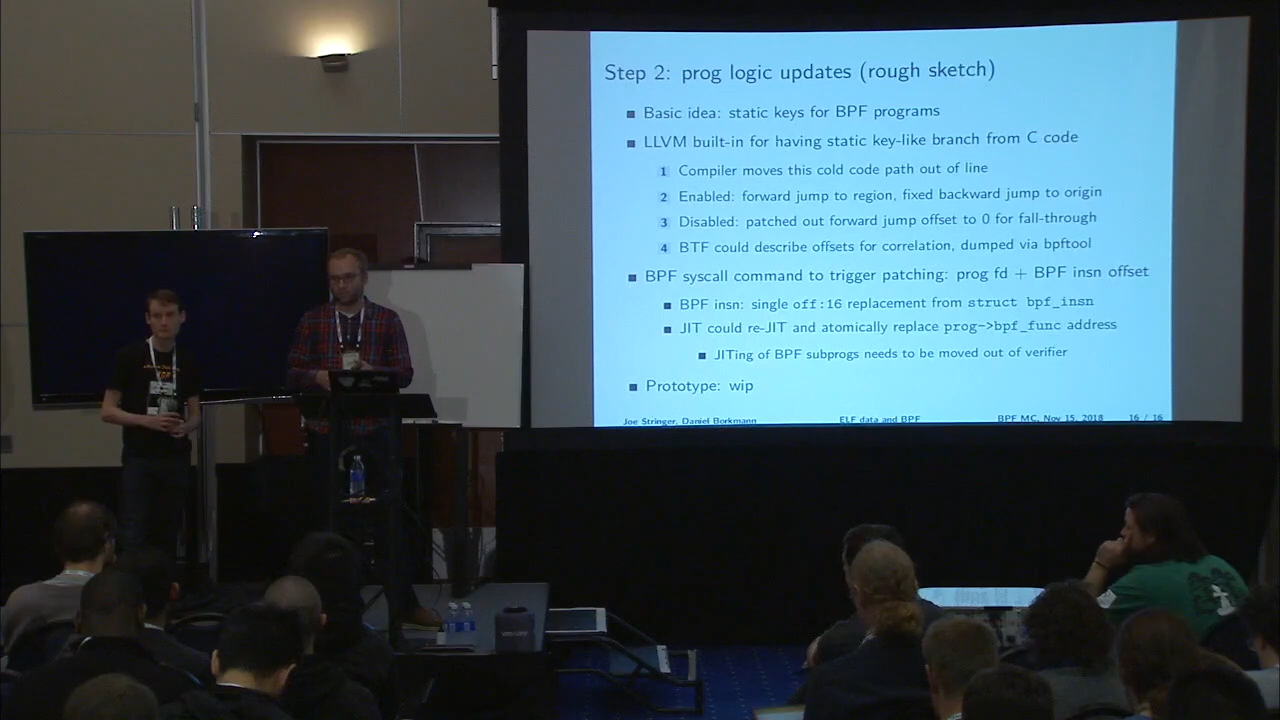 Step 2: prog logic updates (rough sketch)
Basic idea: static keys for BPF programs
LLVM built-in for having static key-like branch from C code
1 Compiler moves this cold code path out of line
2 Enabled: forward jump to region, fixed backward jump to origin
3 Disabled: patched out forward jump offset to 0 for fall-through
4 BTF could describe offsets for correlation, dumped via bpftool
BPF syscall command to trigger patching: prog fd + BPF insn offset
BPF insn: single off:16 replacement from struct bpf_insn
JIT could re-JIT and atomically replace prog->bpf_func address
JITing of BPF subprogs needs to be moved out of verifier
Prototype: wip
Joe Stringer, Daniel Borkmann ELF data and BPF BPF MC, Nov 15, 2018 16 / 16